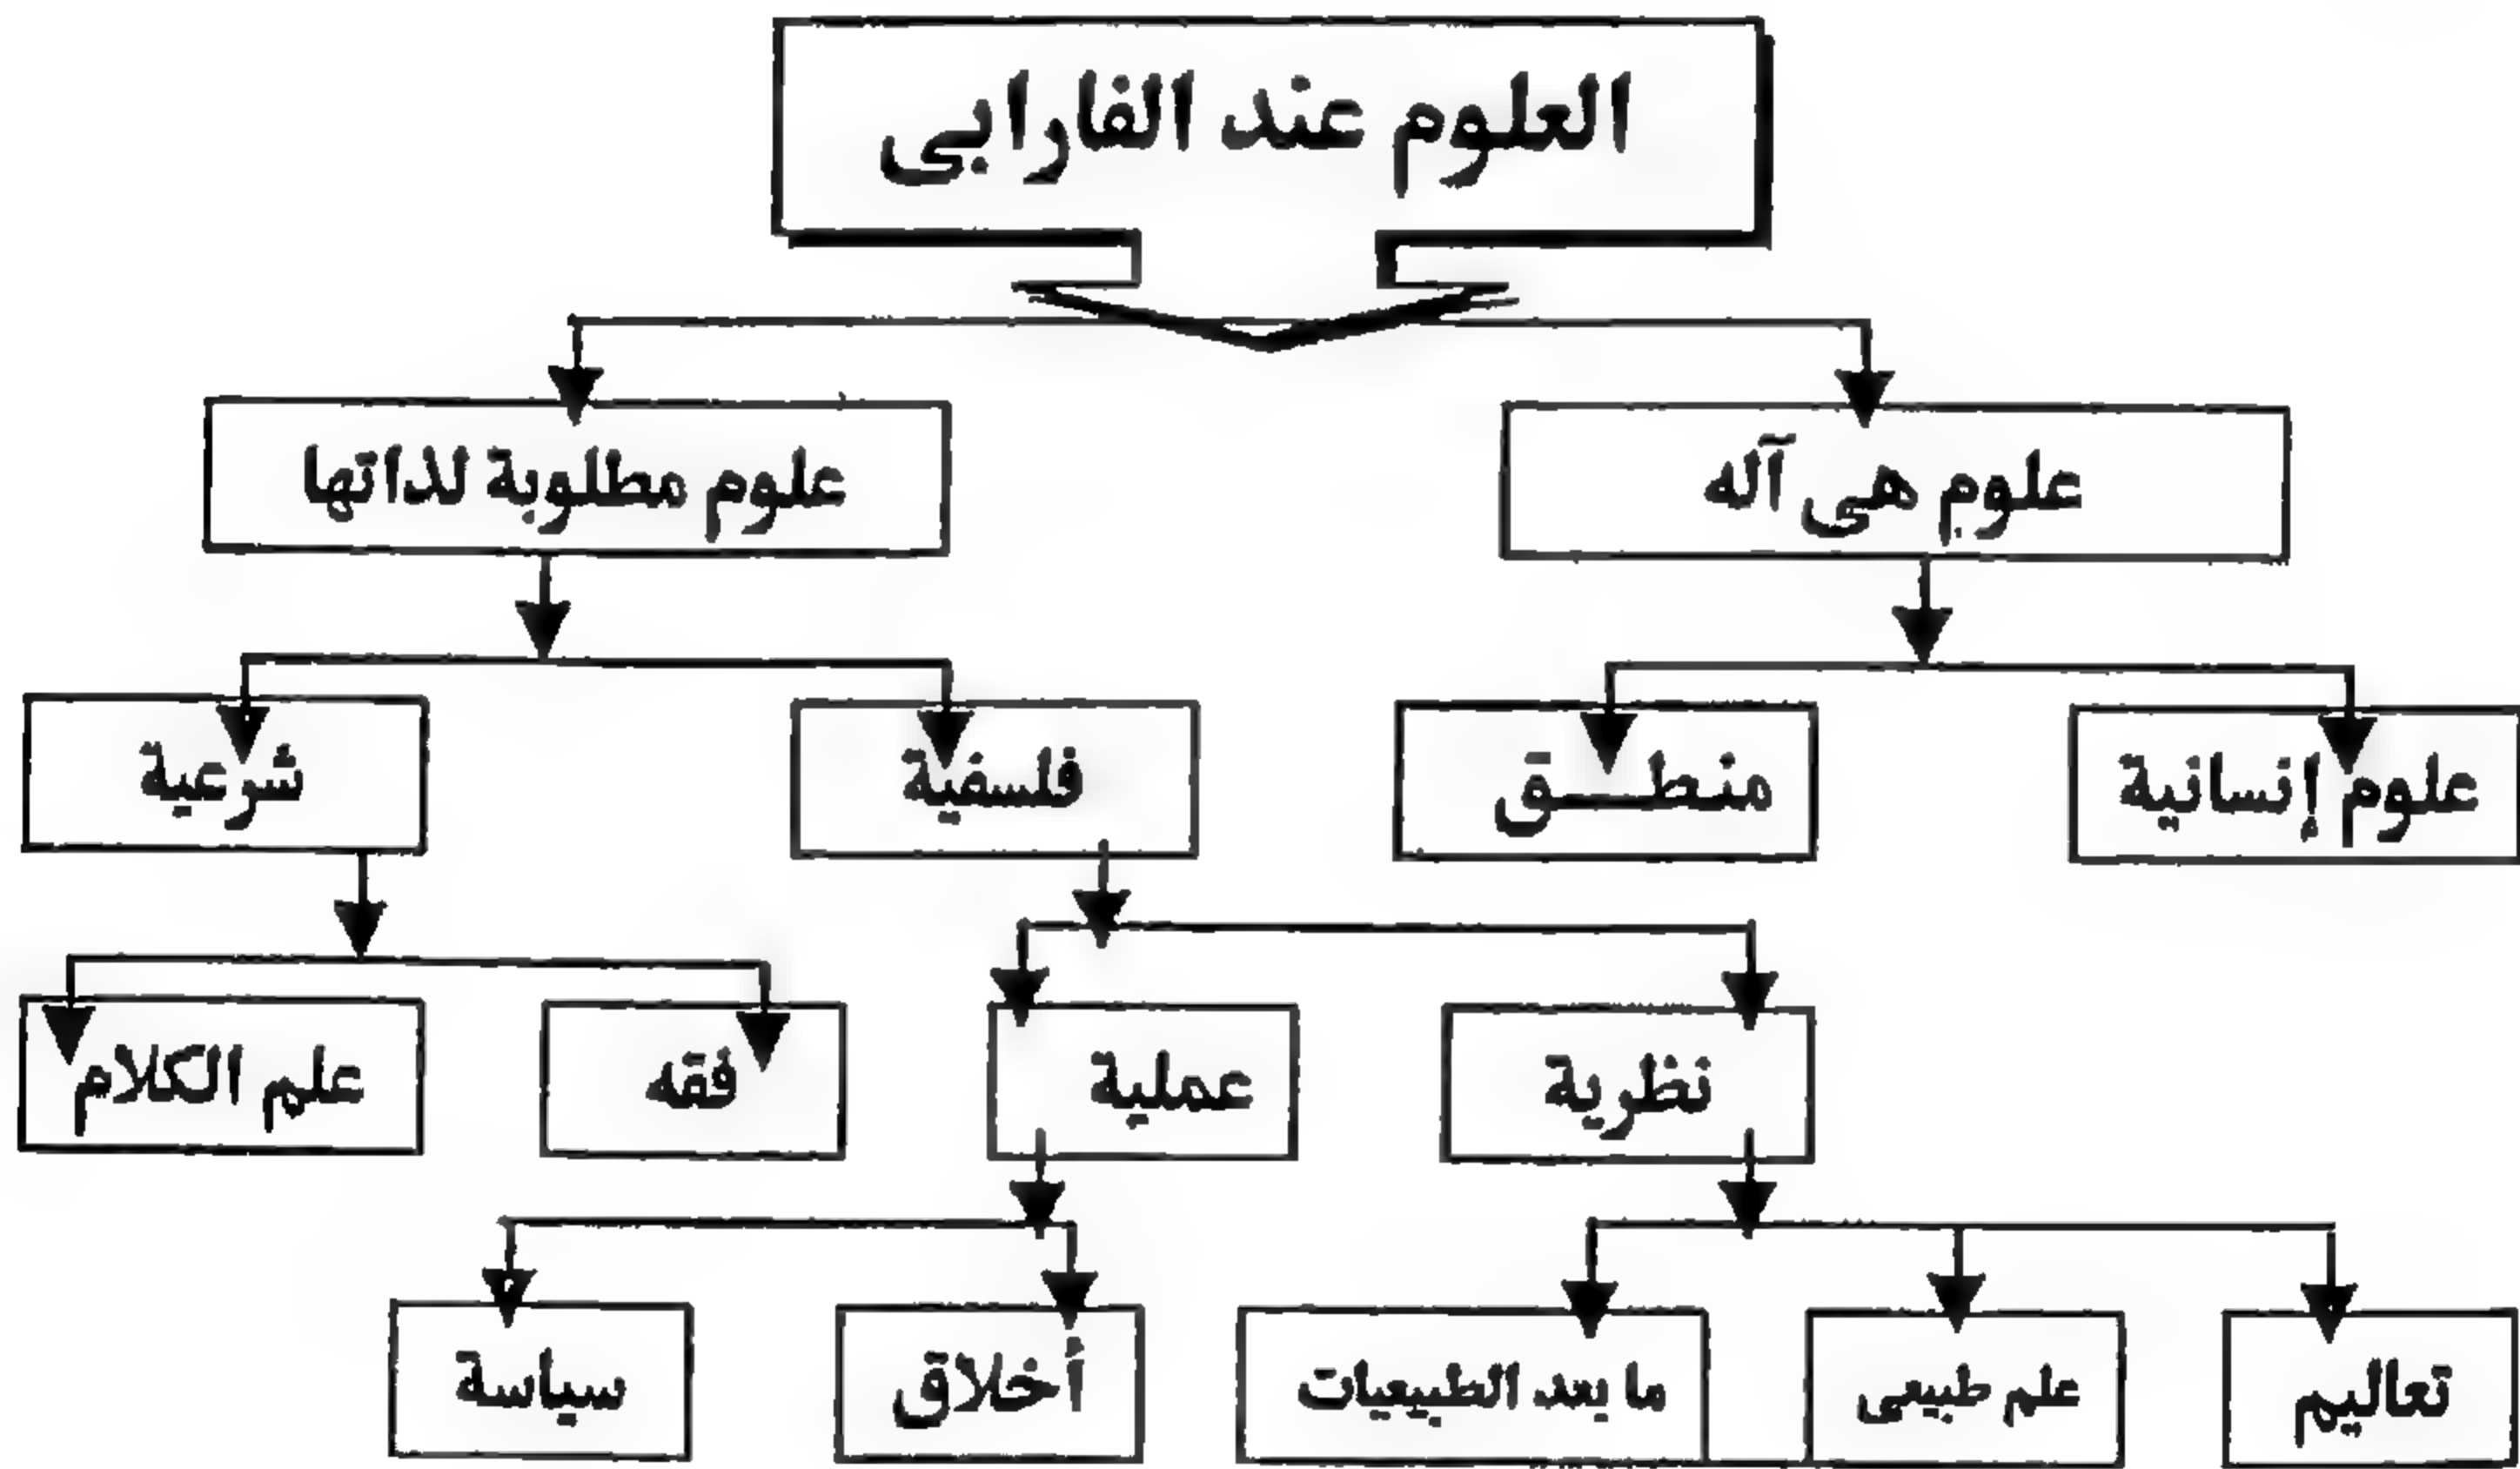 العلوم عند الفارابى
علوم هى آله
علوم مطلوبة لذاتها
علوم إنسانية
منطــق
فلسفية
شرعية
نظرية
عملية
فقه
علم الكلام
تعاليم
علم طبيعى
ما بعد الطبيعيات
أخلاق
سياسة